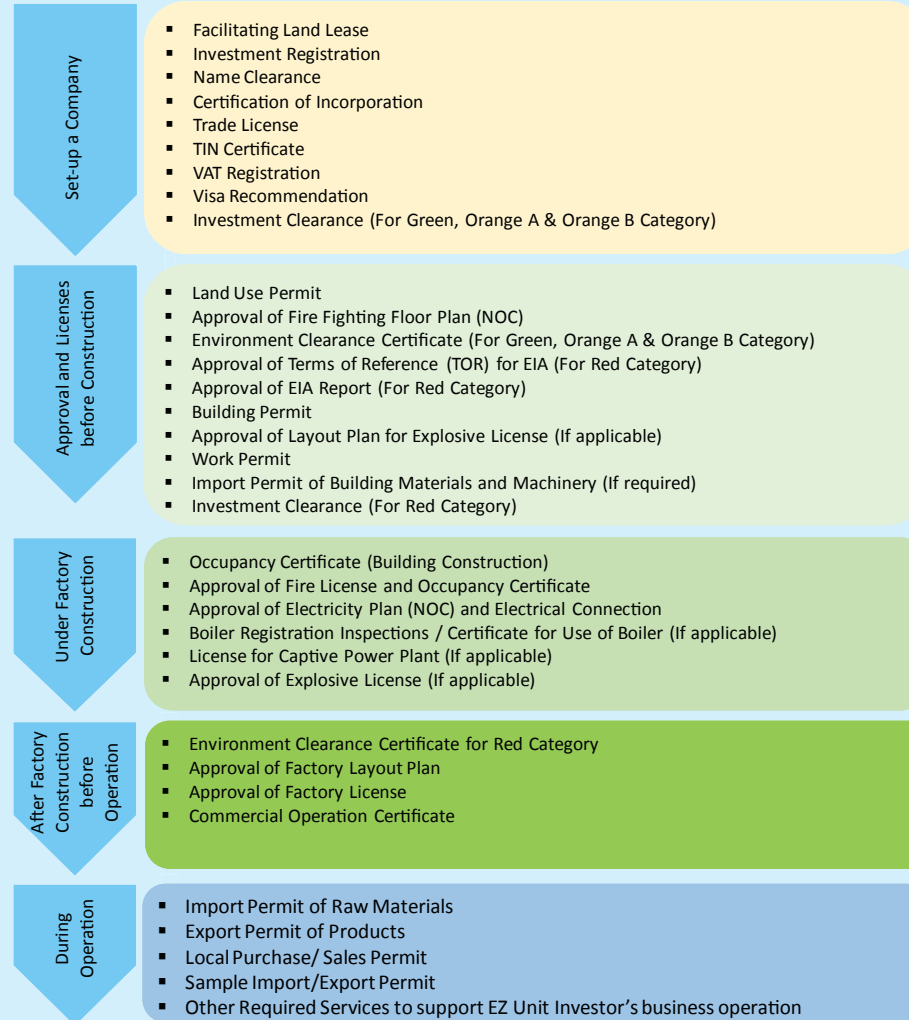 Set-up a Company
▪ Facilitating Land Lease
▪ Investment Registration
▪ Name Clearance
▪ Certification of Incorporation
▪ Trade License
▪ TIN Certificate
▪ VAT Registration
▪ Visa Recommendation
▪ Investment Clearance (For Green, Orange A & Orange B Category)
Approval and Licenses
before Construction
▪ Land Use Permit
▪ Approval of Fire Fighting Floor Plan (NOC)
▪ Environment Clearance Certificate (For Green, Orange A & Orange B Category)
▪ Approval of Terms of Reference (TOR) for EIA (For Red Category)
▪ Approval of EIA Report (For Red Category)
▪ Building Permit
▪ Approval of Layout Plan for Explosive License (If applicable)
▪ Work Permit
▪ Import Permit of Building Materials and Machinery (If required)
▪ Investment Clearance (For Red Category)
Under Factory
Construction
▪ Occupancy Certificate (Building Construction)
▪ Approval of Fire License and Occupancy Certificate
▪ Approval of Electricity Plan (NOC) and Electrical Connection
▪ Boiler Registration Inspections / Certificate for Use of Boiler (If applicable)
▪ License for Captive Power Plant (If applicable)
▪ Approval of Explosive License (If applicable)
After Factory
Construction
before
Operation
▪ Environment Clearance Certificate for Red Category
▪ Approval of Factory Layout Plan
▪ Approval of Factory License
▪ Commercial Operation Certificate
During
Operation
▪ Import Permit of Raw Materials
▪ Export Permit of Products
▪ Local Purchase/ Sales Permit
▪ Sample Import/Export Permit
▪ Other Required Services to support EZ Unit Investor's business operation